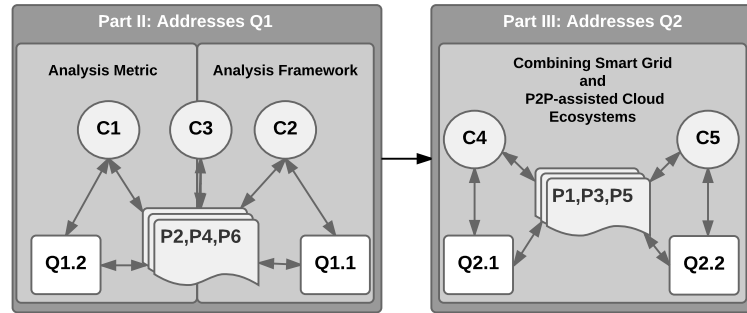 Part II: Addresses Q1
Analysis Metric
Analysis Framework
C1
C3
C2
P2,P4,P6
Q1.2
Q1.1
Part III: Addresses Q2
Combining Smart Grid
and
P2P-assisted Cloud
Ecosystems
C4
C5
P1,P3,P5
Q2.1
Q2.2